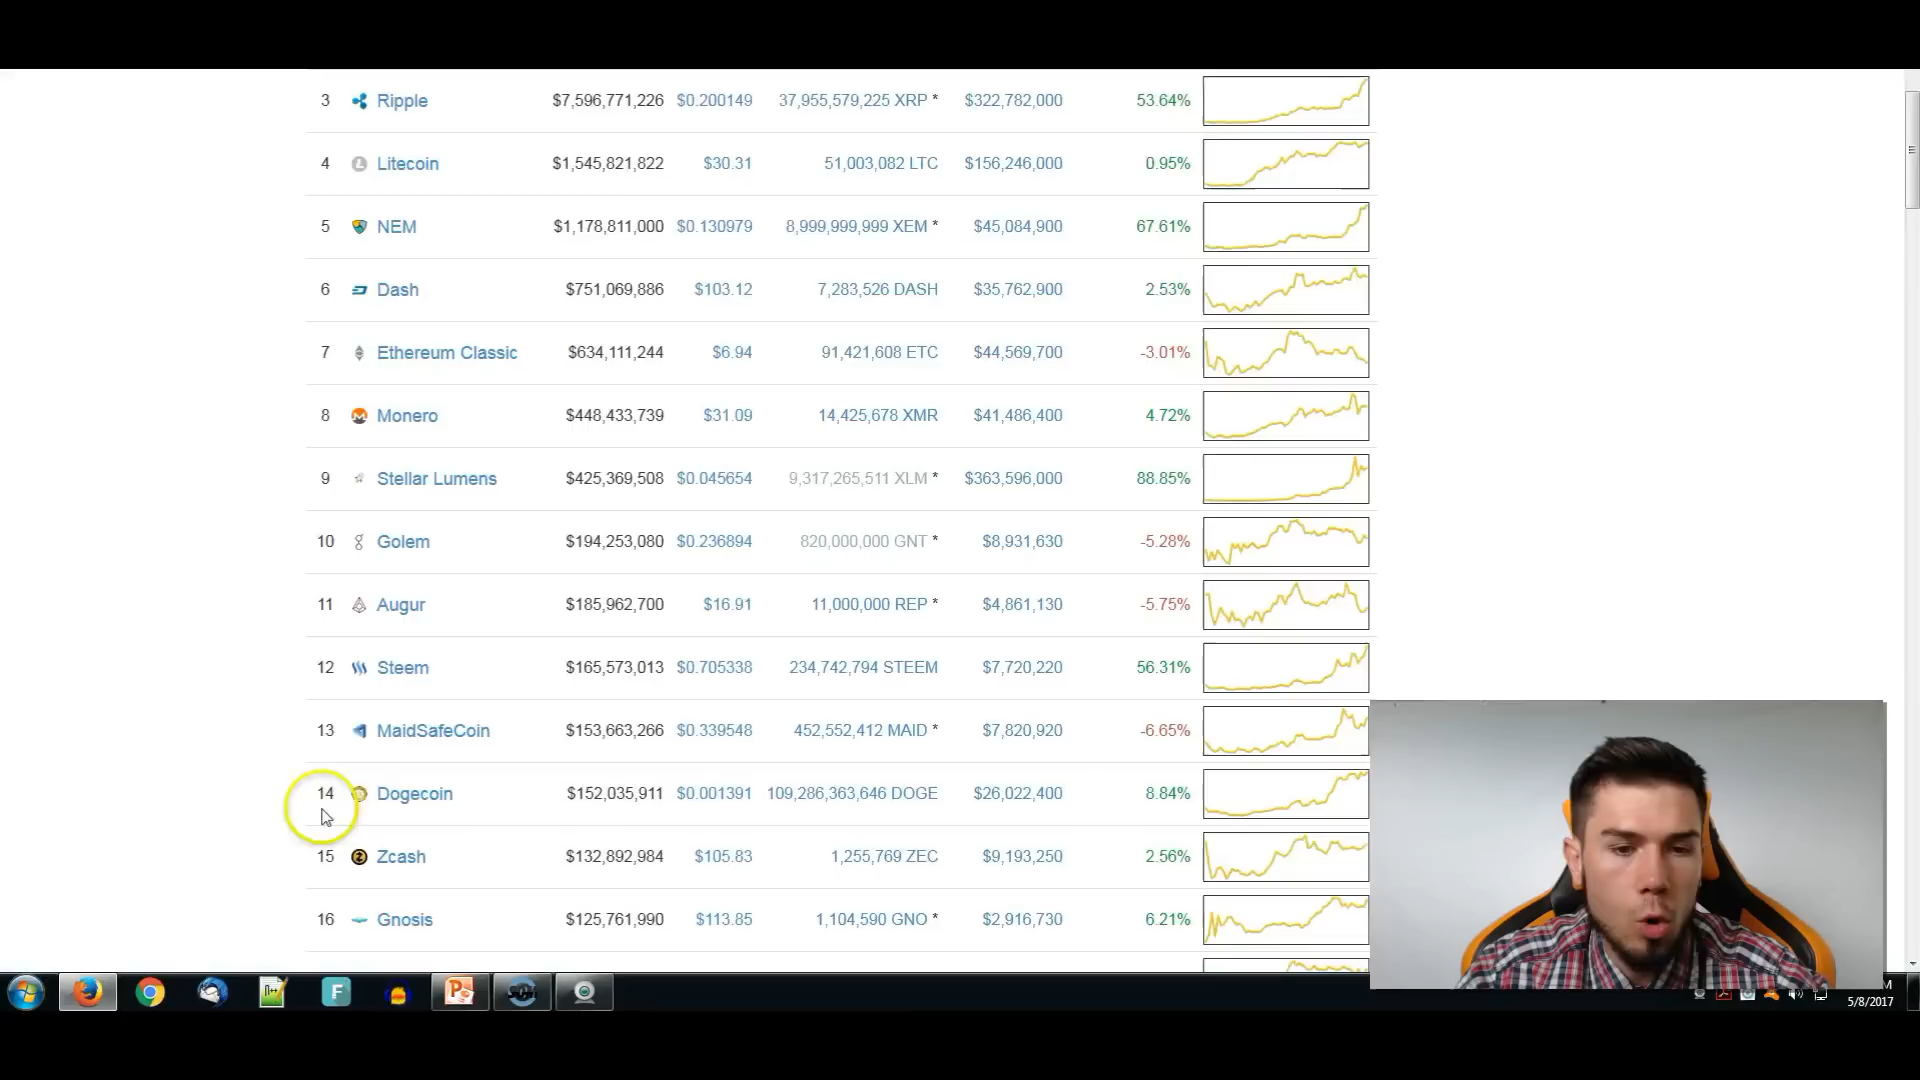 3 Ripple $7,596,771,226 $0.200149 37,955,579,225 XRP * $322,782,000 53.64%
4 Litecoin $1,545,821,822 $30.31 51,003,082 LTC $156,246,000 0.95%
5 NEM $1,178,811,000 $0.130979 8,999,999,999 XEM * $45,084,900 67.61%
6 Dash $751,069,886 $103.12 7,283,526 DASH $35,762,900 2.53%
7 Ethereum Classic $634,111,244 $6.94 91,421,608 ETC $44,569,700 -3.01%
8 Monero $448,433,739 $31.09 14,425,678 XMR $41,486,400 4.72%
9 Stellar Lumens $425,369,508 $0.045654 9,317,265,511 XLM * $363,596,000 88.85%
10 Golem $194,253,080 $0.236894 820,000,000 GNT * $8,931,630 -5.28%
11 Augur $185,962,700 $16.91 11,000,000 REP * $4,861,130 -5.75%
12 Steem $165,573,013 $0.705338 234,742,794 STEEM $7,720,220 56.31%
13 MaidSafeCoin $153,663,266 $0.339548 452,552,412 MAID * $7,820,920 -6.65%
14 Dogecoin $152,035,911 $0.001391 109,286,363,646 DOGE $26,022,400 8.84%
15 Zcash $132,892,984 $105.83 1,255,769 ZEC $9,193,250 2.56%
16 Gnosis $125,761,990 $113.85 1,104,590 GNO * $2,916,730 6.21%
5/8/2017